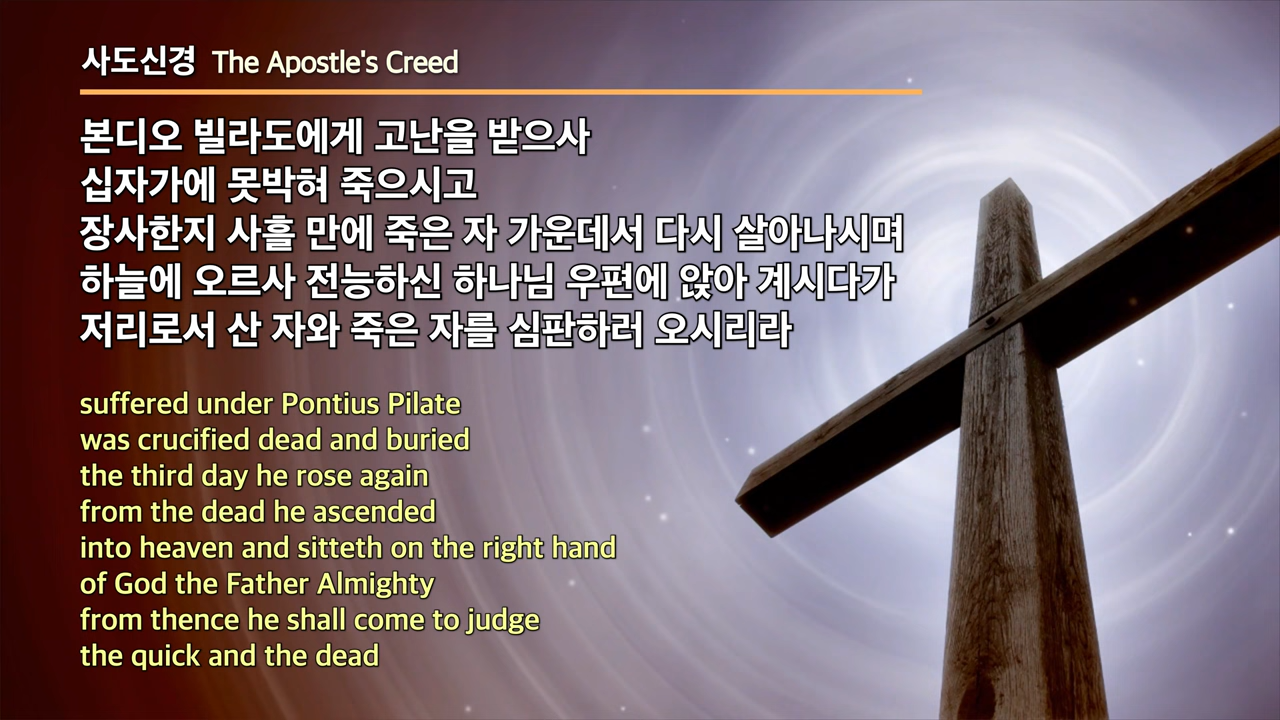 사도신경 The Apostle's Creed
본디오 빌라도에게 고난을 받으사
십자가에 못박혀 죽으시고
장사한지 사흘 만에 죽은 자 가운데서 다시 살아나시며
하늘에 오르사 전능하신 하나님 우편에 앉아 계시다가
저리로서 산 자와 죽은 자를 심판하러 오시리라
suffered under Pontius Pilate
was crucified dead and buried
the third day he rose again
from the dead he ascended
into heaven and sitteth on the right hand
of God the Father Almighty
from thence he shall come to judge
the quick and the dead